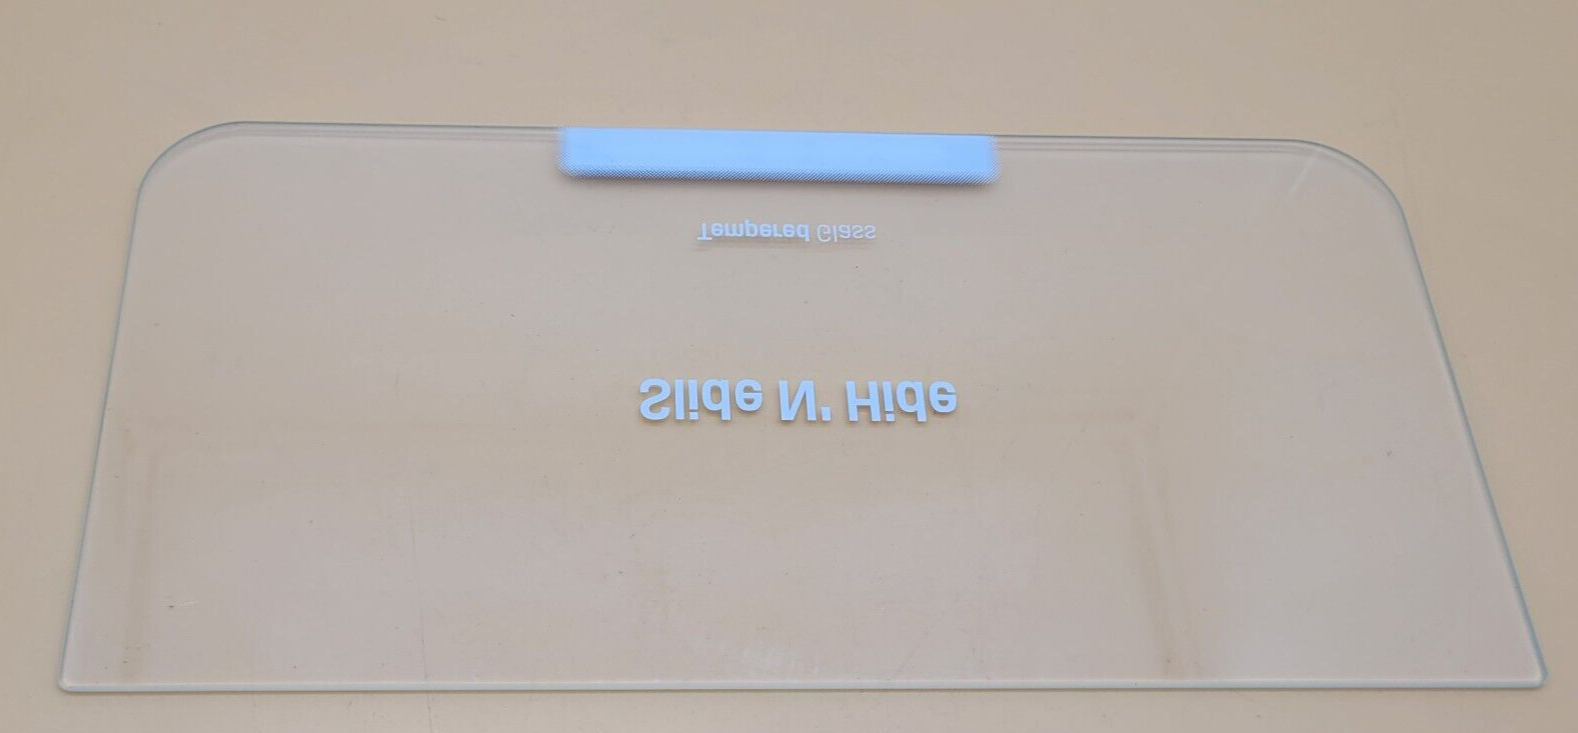 Tempered Glass
Slide N' Hide